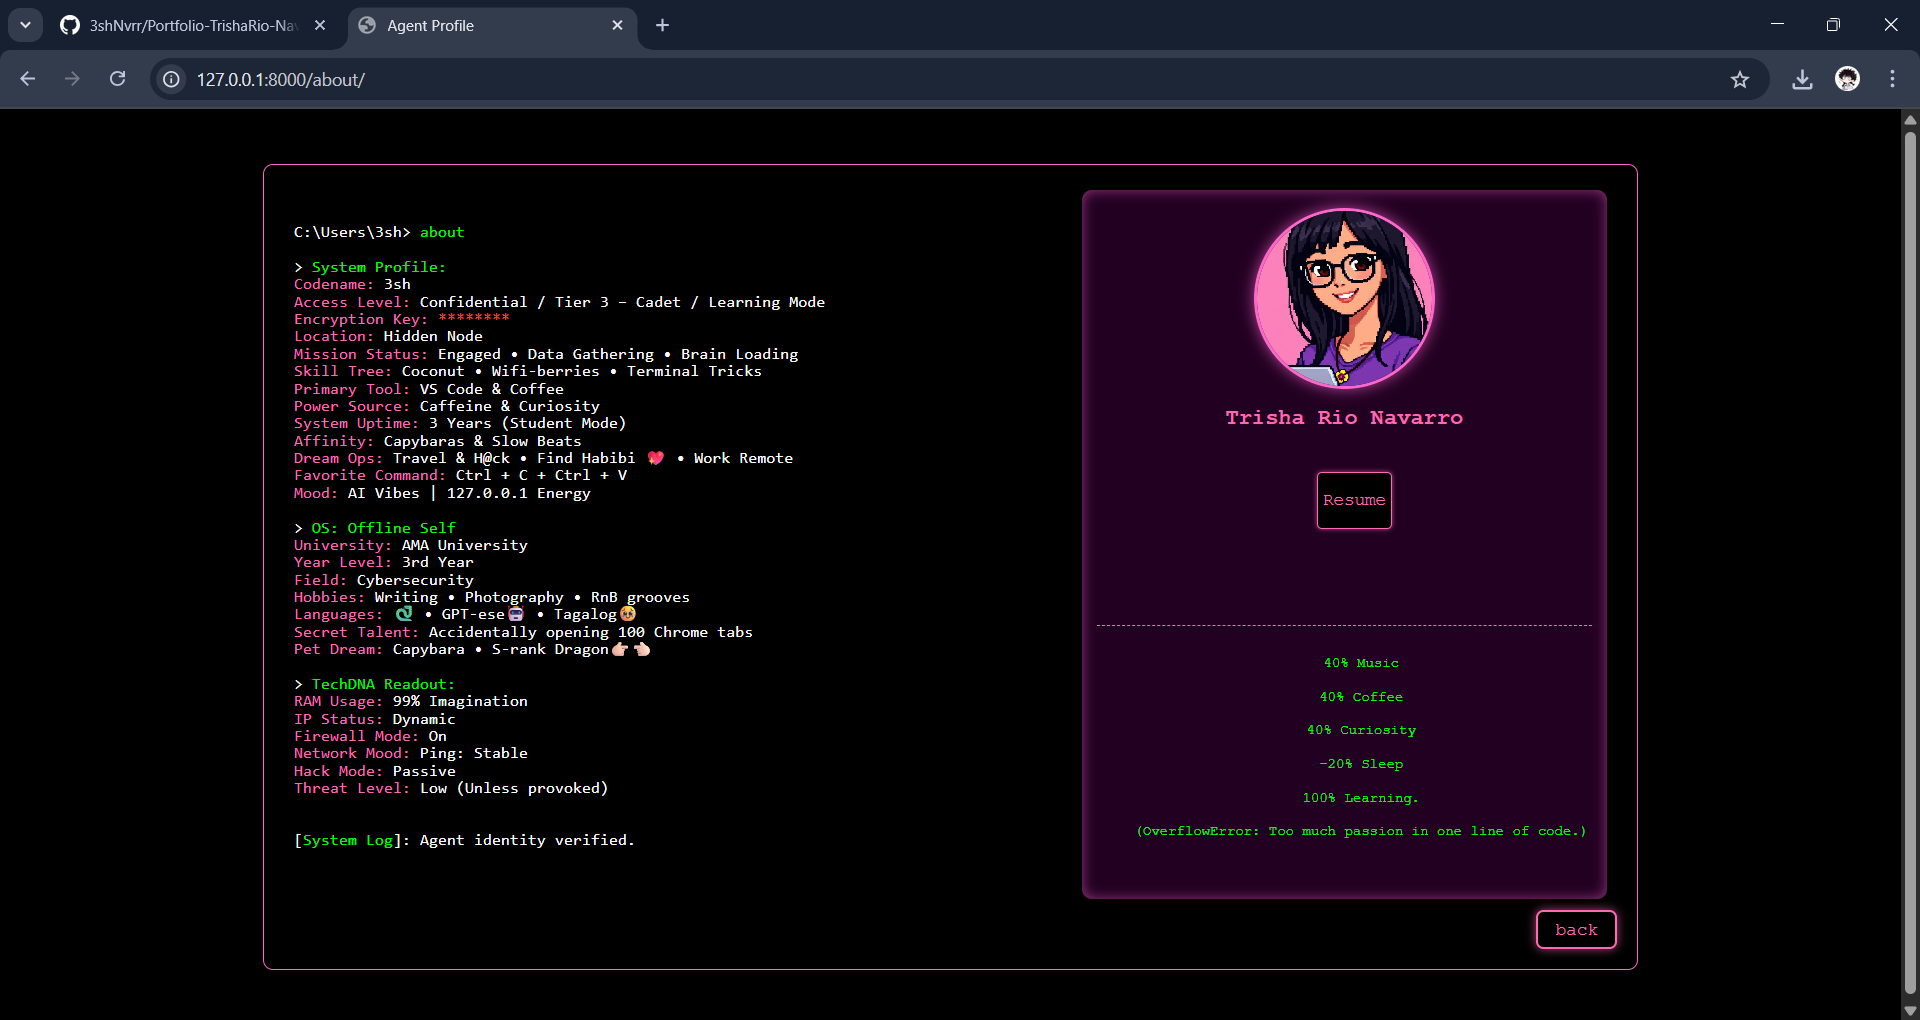 3shNvrr/Portfolio-TrishaRio-Nav
Agent Profile
127.0.0.1:8000/about/
C:\Users\3sh> about
> System Profile:
Codename: 3sh
Access Level: Confidential / Tier 3 – Cadet / Learning Mode
Encryption Key: ********
Location: Hidden Node
Mission Status: Engaged • Data Gathering • Brain Loading
Skill Tree: Coconut • Wifi-berries • Terminal Tricks
Primary Tool: VS Code & Coffee
Power Source: Caffeine & Curiosity
System Uptime: 3 Years (Student Mode)
Affinity: Capybaras & Slow Beats
Dream Ops: Travel & H@ck • Find Habibi 💖 • Work Remote
Favorite Command: Ctrl + C + Ctrl + V
Mood: AI Vibes | 127.0.0.1 Energy
> OS: Offline Self
University: AMA University
Year Level: 3rd Year
Field: Cybersecurity
Hobbies: Writing • Photography • RnB grooves
Languages: 🐍 • GPT-ese🤖 • Tagalog🥹
Secret Talent: Accidentally opening 100 Chrome tabs
Pet Dream: Capybara • S-rank Dragon👉🏻👈🏻
> TechDNA Readout:
RAM Usage: 99% Imagination
IP Status: Dynamic
Firewall Mode: On
Network Mood: Ping: Stable
Hack Mode: Passive
Threat Level: Low (Unless provoked)
[System Log]: Agent identity verified.
Trisha Rio Navarro
Resume
40% Music
40% Coffee
40% Curiosity
-20% Sleep
100% Learning.
(OverflowError: Too much passion in one line of code.)
back